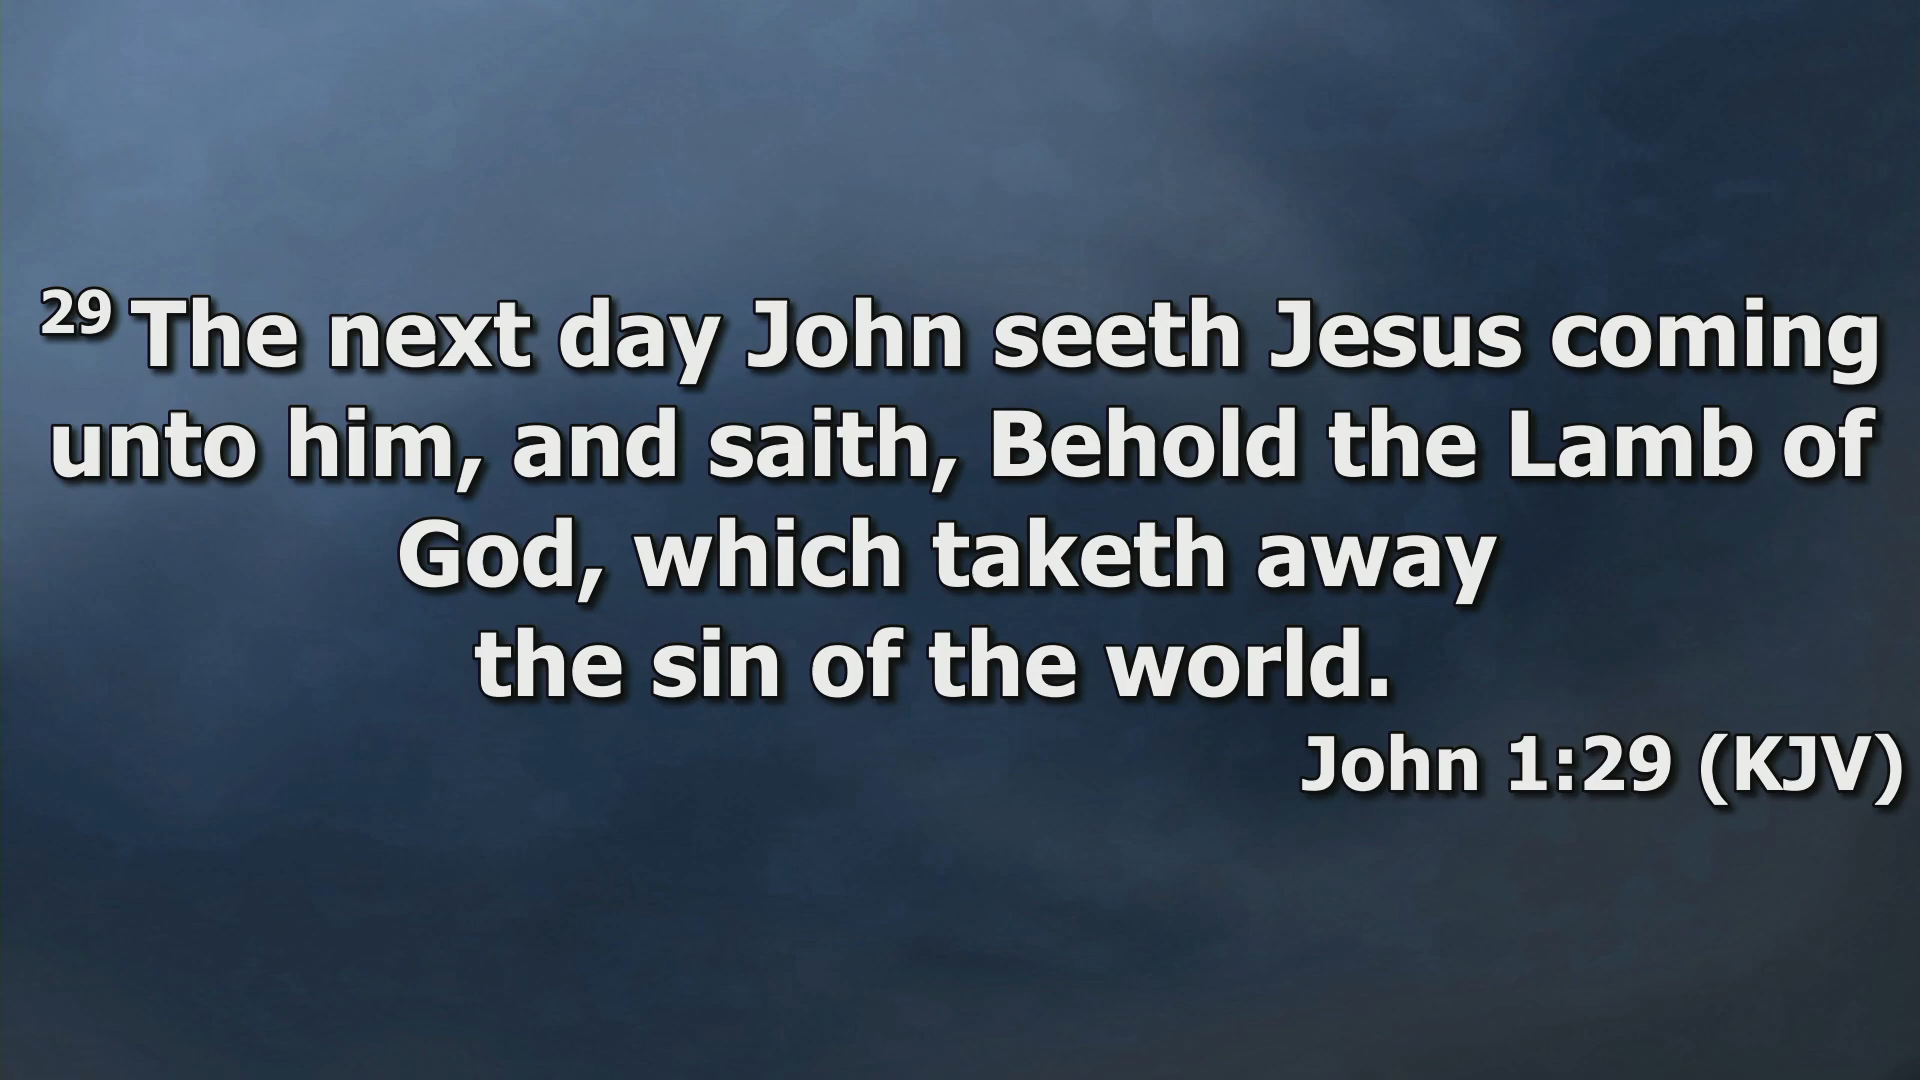 29 The next day John seeth Jesus coming
unto him, and saith, Behold the Lamb of
God, which taketh away
the sin of the world.
John 1:29 (KJV)